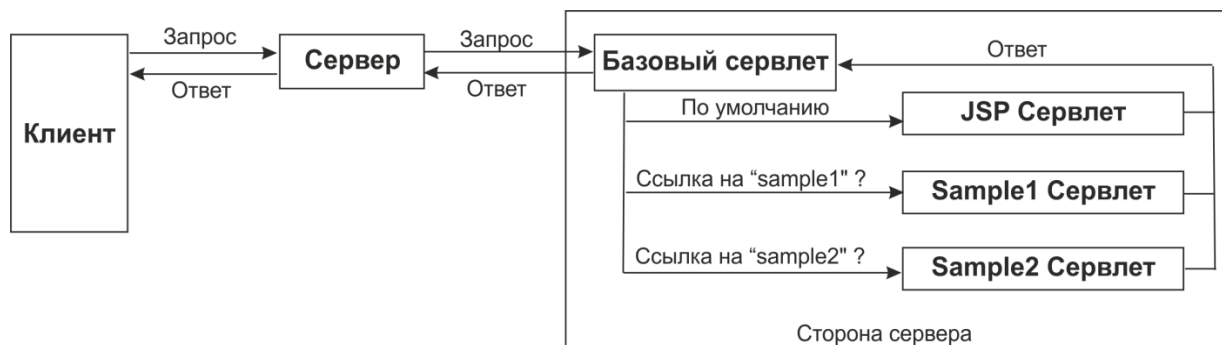 Запрос
Ответ
Клиент
Сервер
Запрос
Ответ
Базовый сервлет
Ответ
По умолчанию
JSP Сервлет
Ссылка на “sample1" ?
Sample1 Сервлет
Ссылка на “sample2" ?
Sample2 Сервлет
Сторона сервера